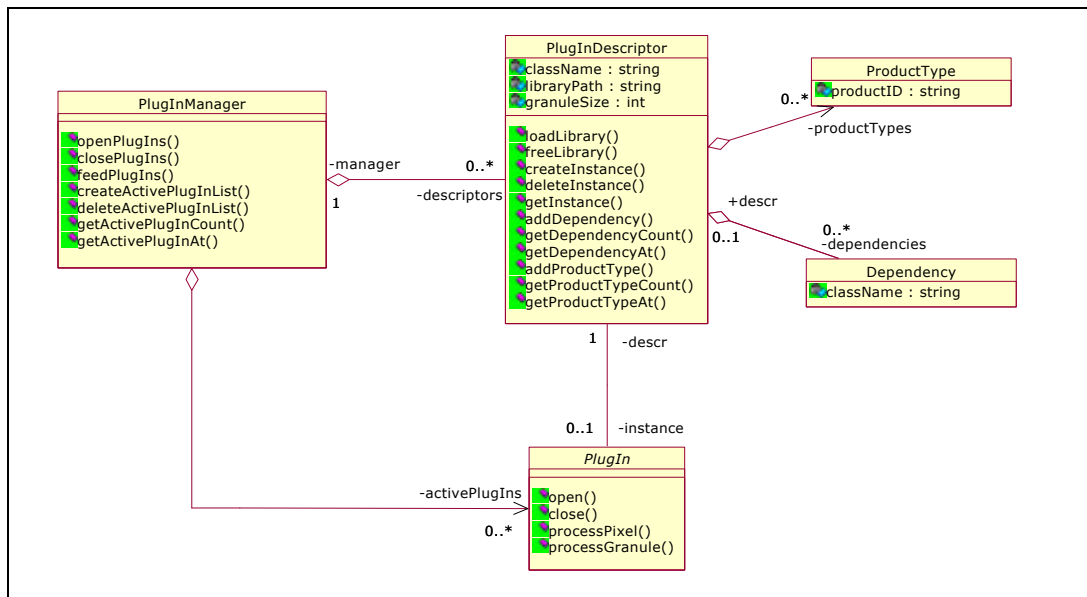 PlugInManager
openPlugIns()
closePlugIns()
feedPlugIns()
createActivePlugInList()
deleteActivePlugInList()
getActivePlugInCount()
getActivePlugInAt()
-manager
1
0..*
-descriptors
PlugInDescriptor
className : string
libraryPath : string
granuleSize : int
loadLibrary()
freeLibrary()
createInstance()
deleteInstance()
getInstance()
addDependency()
getDependencyCount()
getDependencyAt()
addProductType()
getProductTypeCount()
getProductTypeAt()
ProductType
productID : string
0..*
-productTypes
+descr
0..1
0..*
-dependencies
Dependency
className : string
1
-descr
0..1
-instance
PlugIn
open()
close()
processPixel()
processGranule()
-activePlugIns
0..*